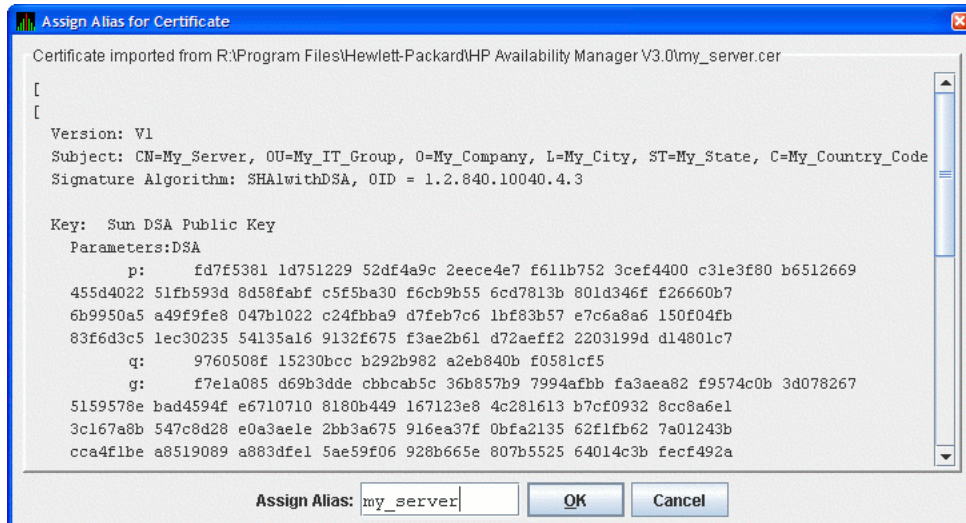 Assign Alias for Certificate
Certificate imported from R:\Program Files\Hewlett-Packard\HP Availability Manager V3.0\my_server.cer
[
[
Version: V1
Subject: CN=My_Server, OU=My_IT_Group, O=My_Company, L=My_City, ST=My_State, C=My_Country_Code
Signature Algorithm: SHA1withDSA, OID = 1.2.840.10040.4.3
Key: Sun DSA Public Key
Parameters:DSA
p: fd7f5381 1d751229 52df4a9c 2eece4e7 f611b752 3cef4400 c31e3f80 b6512669
455d4022 51fb593d 8d58fabf c5f5ba30 f6cb9b55 6cd7813b 801d346f f26660b7
6b9950a5 a49f9fe8 047b1022 c24fbba9 d7feb7c6 1bf83b57 e7c6a8a6 150f04fb
83f6d3c5 1ec30235 54135a16 9132f675 f3ae2b61 d72aeff2 2203199d d14801c7
q: 9760508f 15230bcc b292b982 a2eb840b f0581cf5
g: f7e1a085 d69b3dde cbbcab5c 36b857b9 7994afbb fa3aea82 f9574c0b 3d078267
5159578e bad4594f e6710710 8180b449 167123e8 4c281613 b7cf0932 8cc8a6e1
3c167a8b 547c8d28 e0a3ae1e 2bb3a675 916ea37f 0bfa2135 62f1fb62 7a01243b
cca4f1be a8519089 a883dfe1 5ae59f06 928b665e 807b5525 64014c3b fecf492a
Assign Alias: my_server OK Cancel